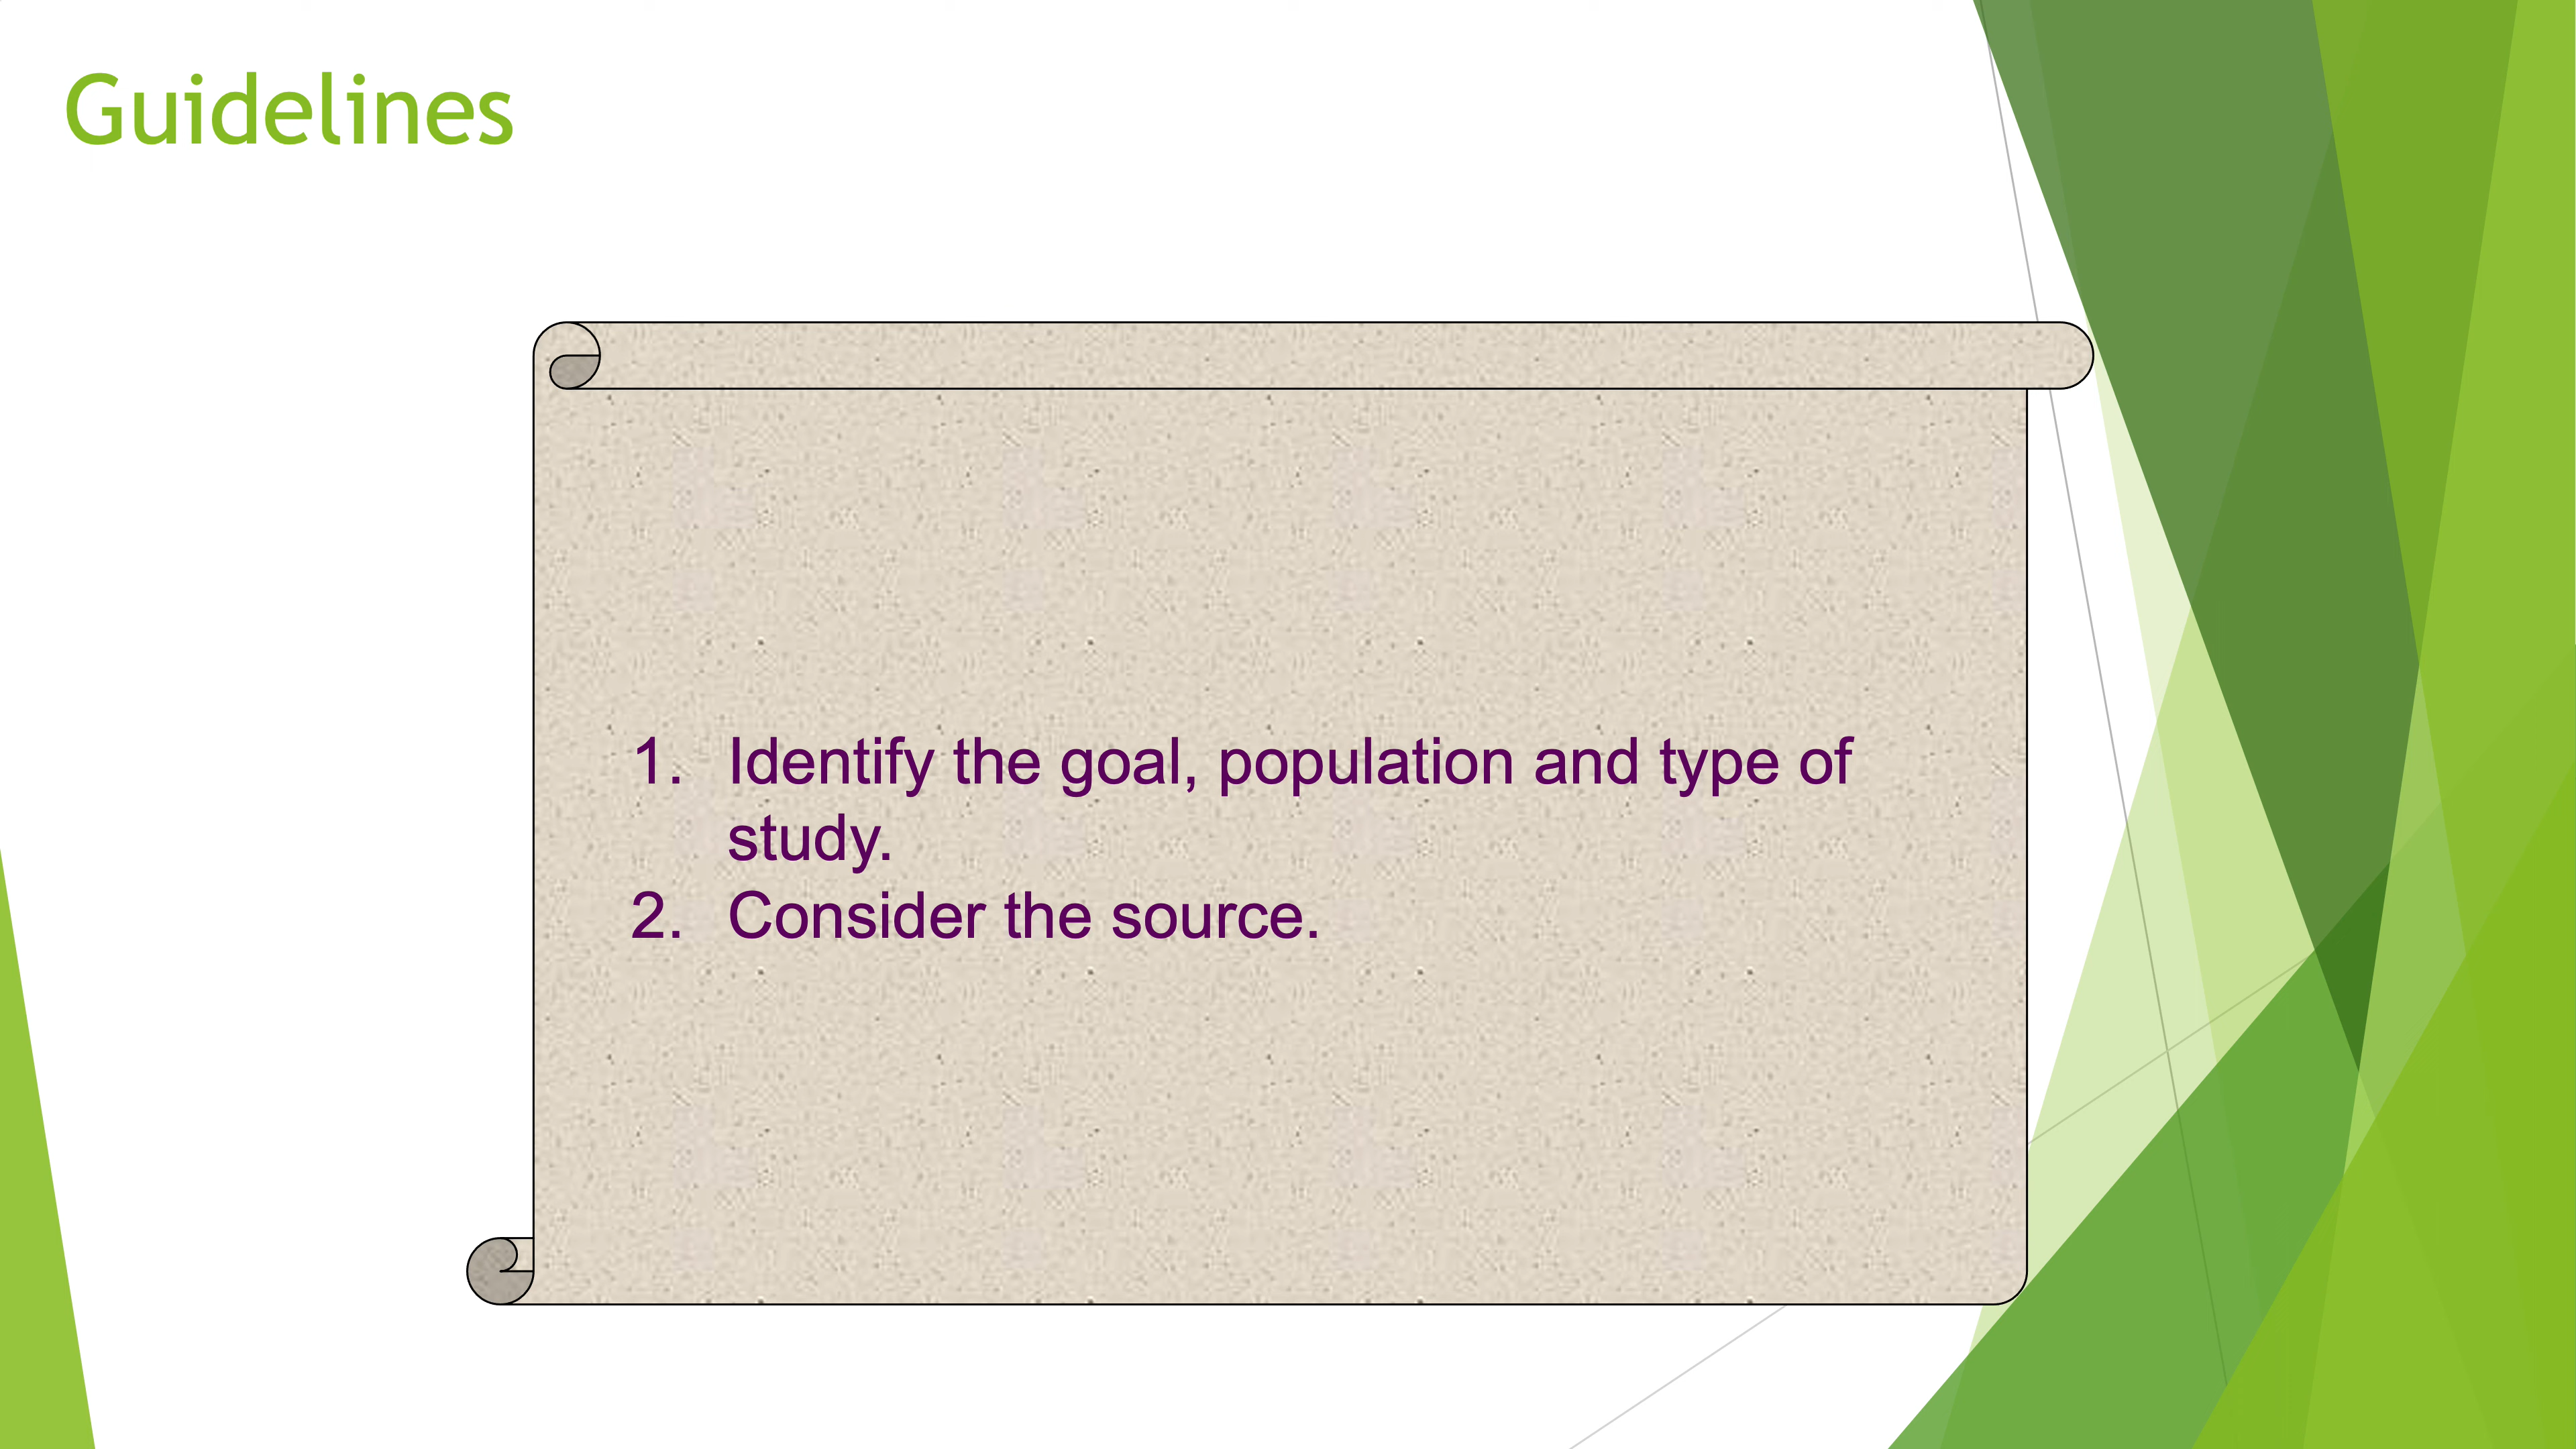 Guidelines
1. Identify the goal, population and type of
study.
2. Consider the source.